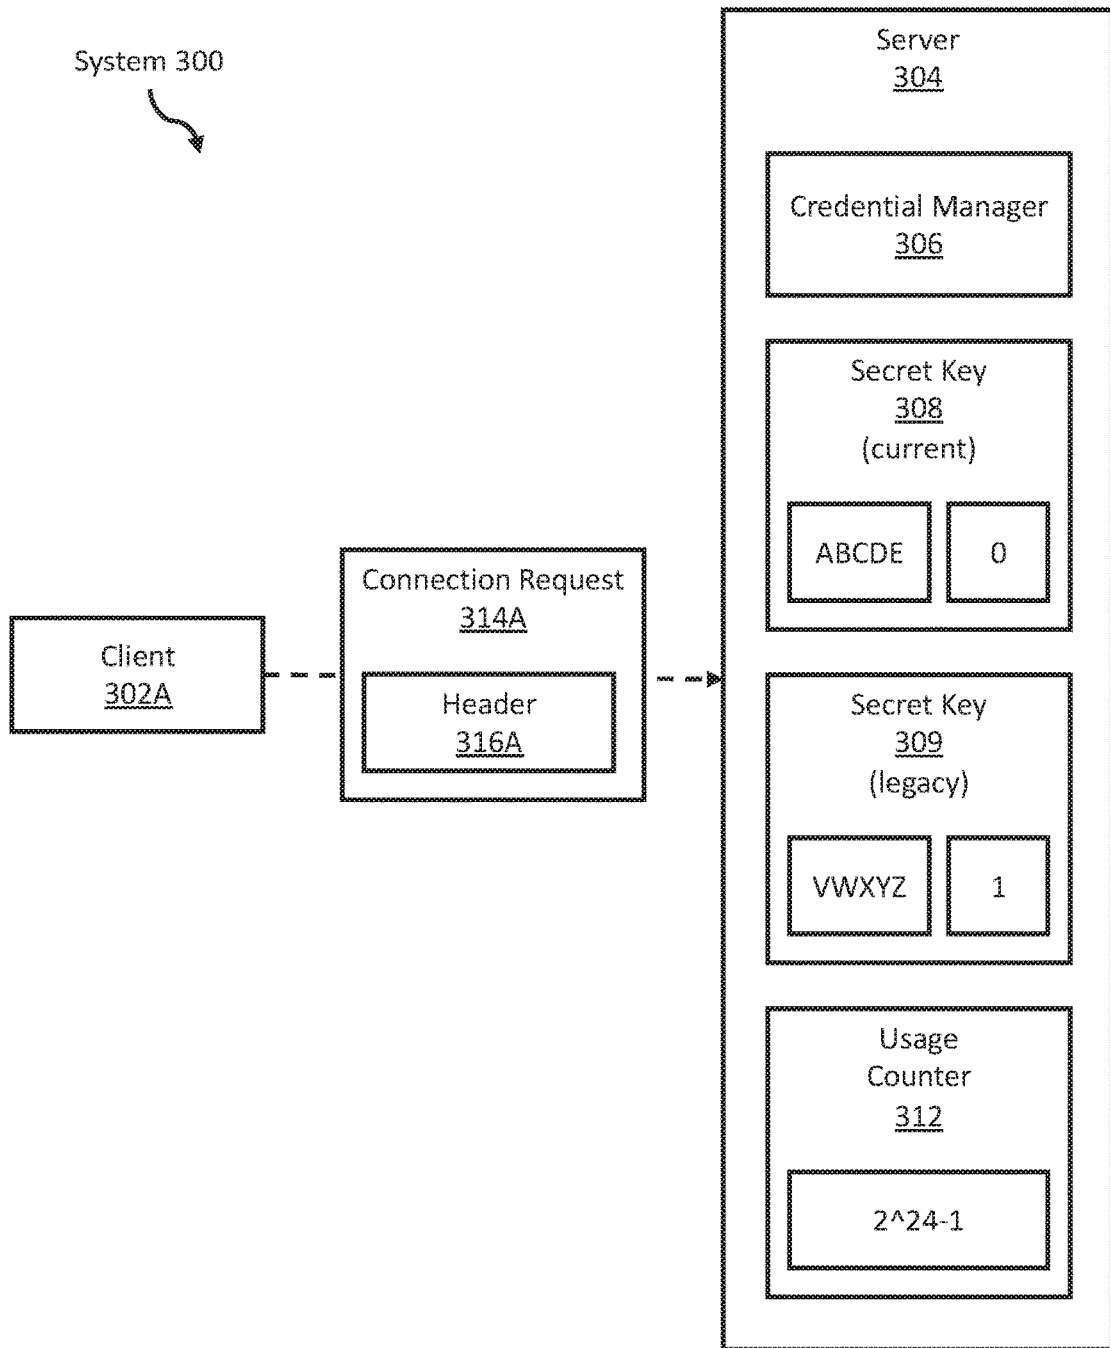 System 300
Server
304
Credential Manager
306
Secret Key
308
(current)
ABCDE
0
Connection Request
314A
Header
316A
Client
302A
Secret Key
309
(legacy)
VWXYZ
1
Usage
Counter
312
2^24-1